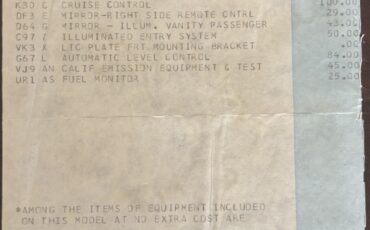 K30 C CRUISE CONTROL 100.00
DF3 E MIRROR-RIGHT SIDE REMOTE CNTRL 29.00
D64 G MIRROR - ILLUM. VANITY PASSENGER 43.00
C97 Z ILLUMINATED ENTRY SYSTEM 50.00
VK3 X LIC PLATE FRT MOUNTING BRACKET .00
G67 L AUTOMATIC LEVEL CONTROL 84.00
VJ9 AN CALIF EMISSION EQUIPMENT & TEST 45.00
UR1 AS FUEL MONITOR 25.00
*AMONG THE ITEMS OF EQUIPMENT INCLUDED
ON THIS MODEL AT NO EXTRA COST ARE